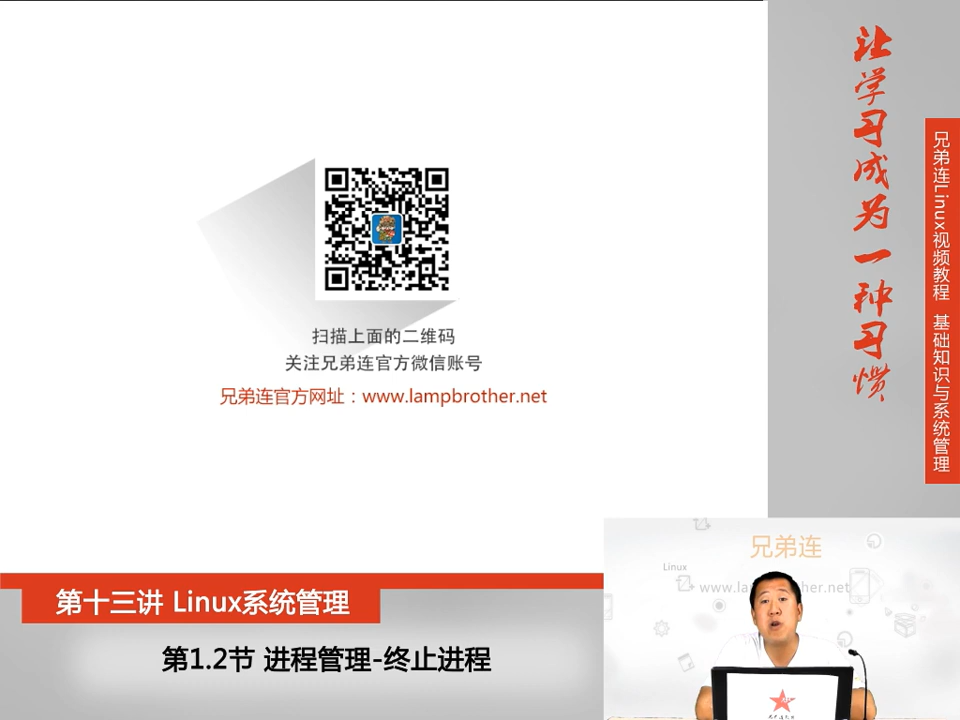 扫描上面的二维码
关注兄弟连官方微信账号
兄弟连官方网址：www.lampbrother.net
让学习成为一种习惯
兄弟连Linux视频教程 基础知识与系统管理
第十三讲 Linux系统管理
第1.2节 进程管理-终止进程
兄弟连
Linux